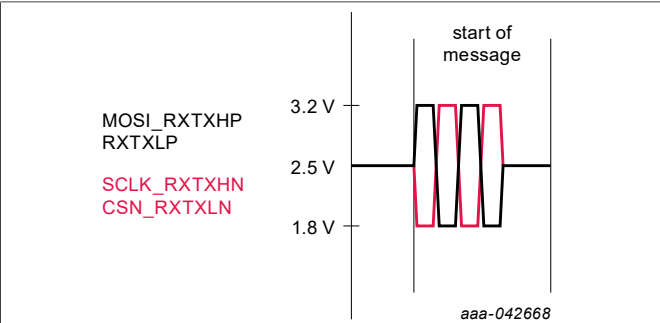 start of
message
3.2 V
MOSI_RXTXHP
RXTXLP
2.5 V
SCLK_RXTXHN
CSN_RXTXLN
1.8 V
aaa-042668